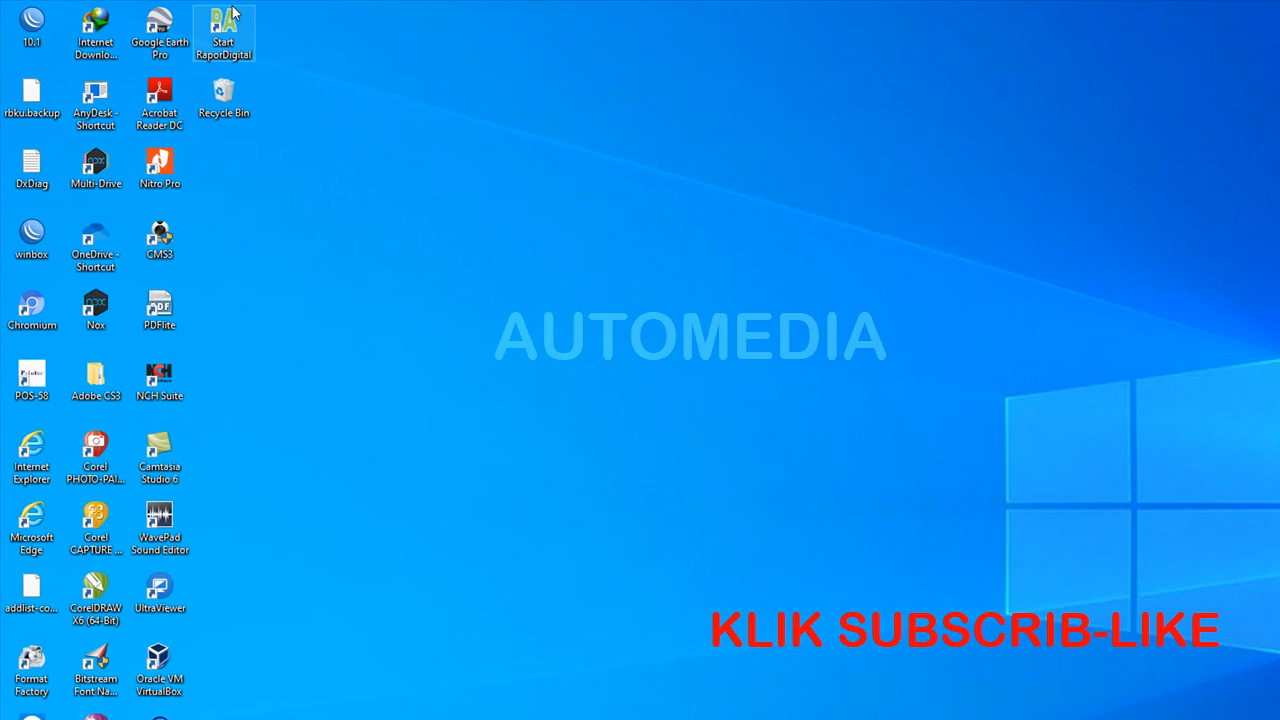 10.1
Internet
Downlo...
Google Earth
Pro
Start
RaporDigital
rbku.backup
AnyDesk -
Shortcut
Acrobat
Reader DC
Recycle Bin
DxDiag
Multi-Drive
Nitro Pro
winbox
OneDrive -
Shortcut
CMS3
Chromium
Nox
PDFlite
POS-58
Adobe CS3
NCH Suite
Internet
Explorer
Corel
PHOTO-PAI...
Camtasia
Studio 6
Microsoft
Edge
Corel
CAPTURE ...
WavePad
Sound Editor
addlist-co...
CorelDRAW
X6 (64-Bit)
UltraViewer
Format
Factory
Bitstream
Font Na...
Oracle VM
VirtualBox
AUTOMEDIA
KLIK SUBSCRIB-LIKE